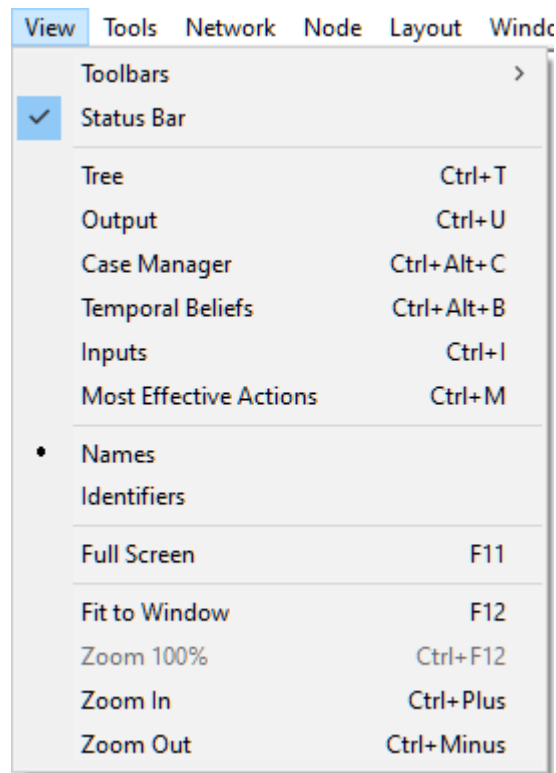 View Tools Network Node Layout Windo
Toolbars >
Status Bar
Tree Ctrl+T
Output Ctrl+U
Case Manager Ctrl+Alt+C
Temporal Beliefs Ctrl+Alt+B
Inputs Ctrl+I
Most Effective Actions Ctrl+M
Names
Identifiers
Full Screen F11
Fit to Window F12
Zoom 100% Ctrl+F12
Zoom In Ctrl+Plus
Zoom Out Ctrl+Minus